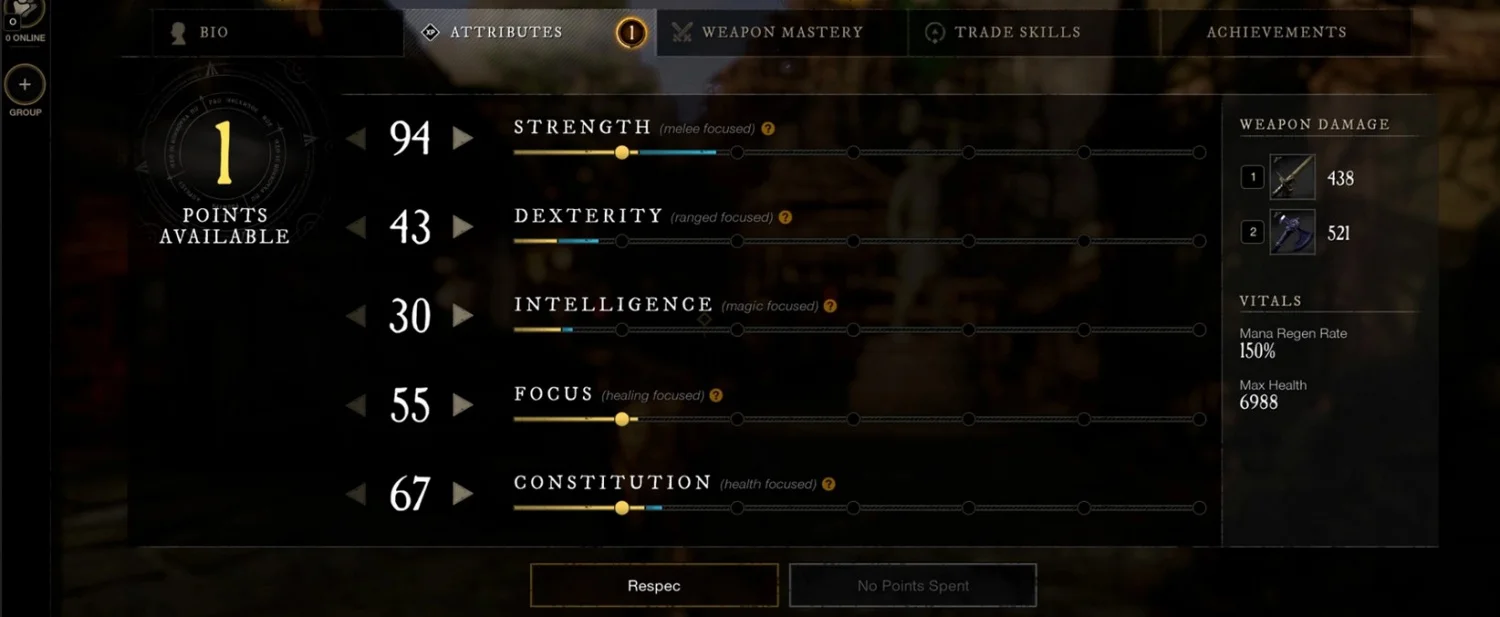 0 ONLINE
GROUP
BIO
XP ATTRIBUTES 1
WEAPON MASTERY
TRADE SKILLS
ACHIEVEMENTS
1
POINTS
AVAILABLE
94 STRENGTH (melee focused) ?
43 DEXTERITY (ranged focused) ?
30 INTELLIGENCE (magic focused) ?
55 FOCUS (healing focused) ?
67 CONSTITUTION (health focused) ?
WEAPON DAMAGE
1 438
2 521
VITALS
Mana Regen Rate
150%
Max Health
6988
Respec
No Points Spent